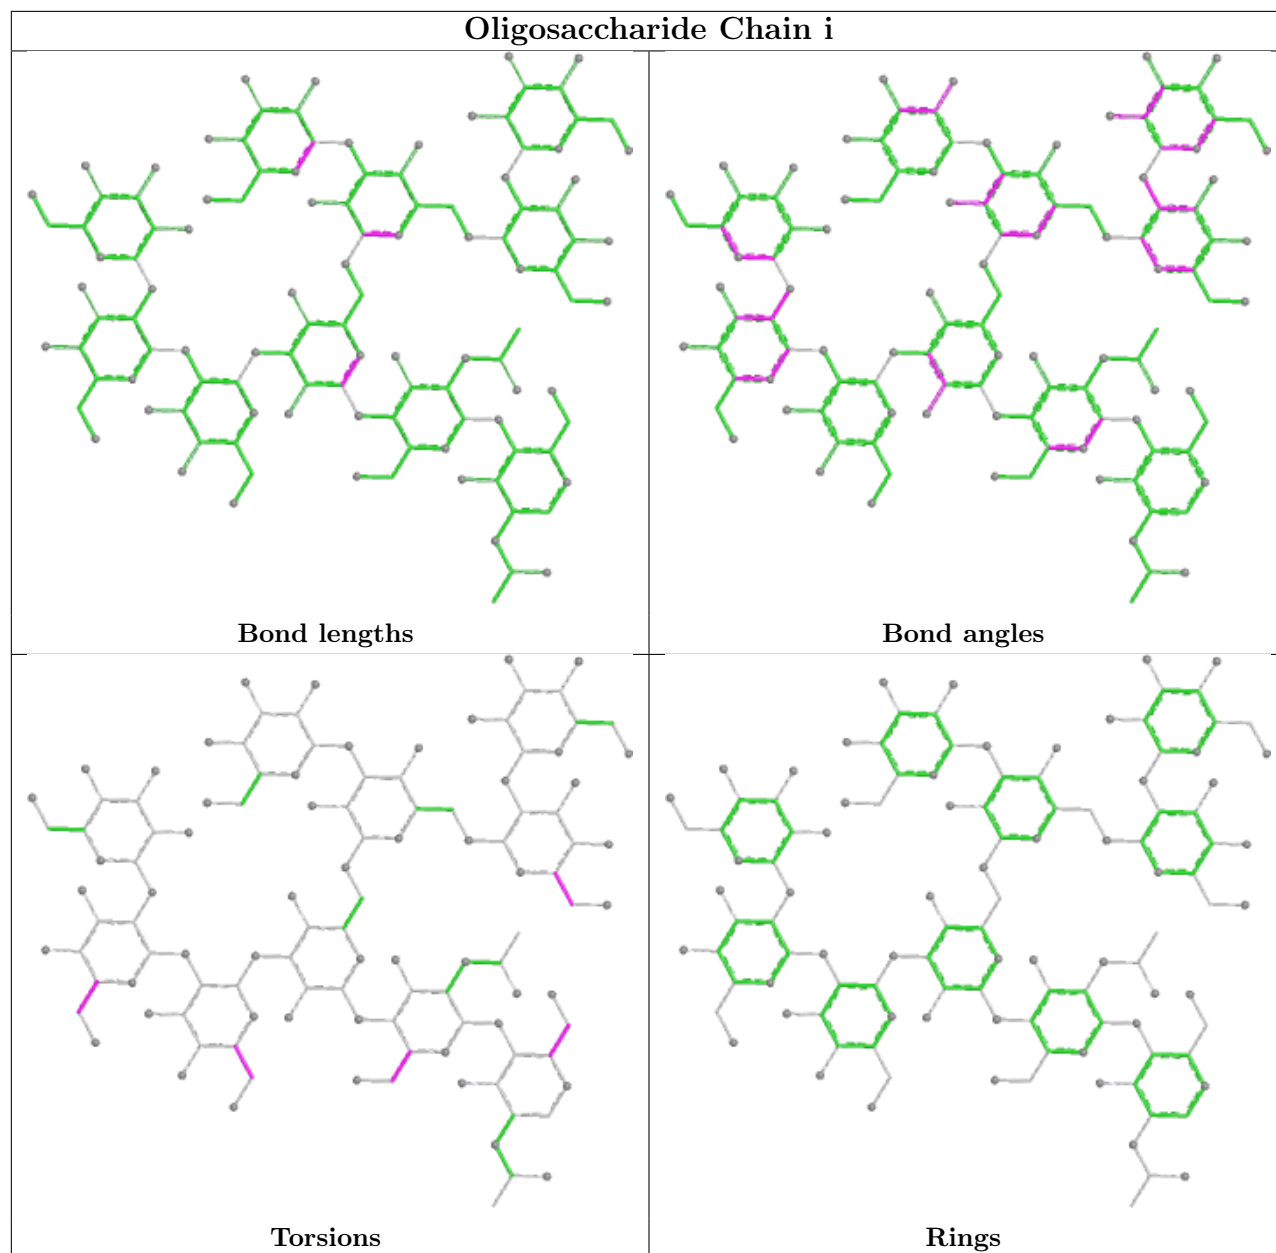 Oligosaccharide Chain i
Bond lengths
Bond angles
Torsions
Rings